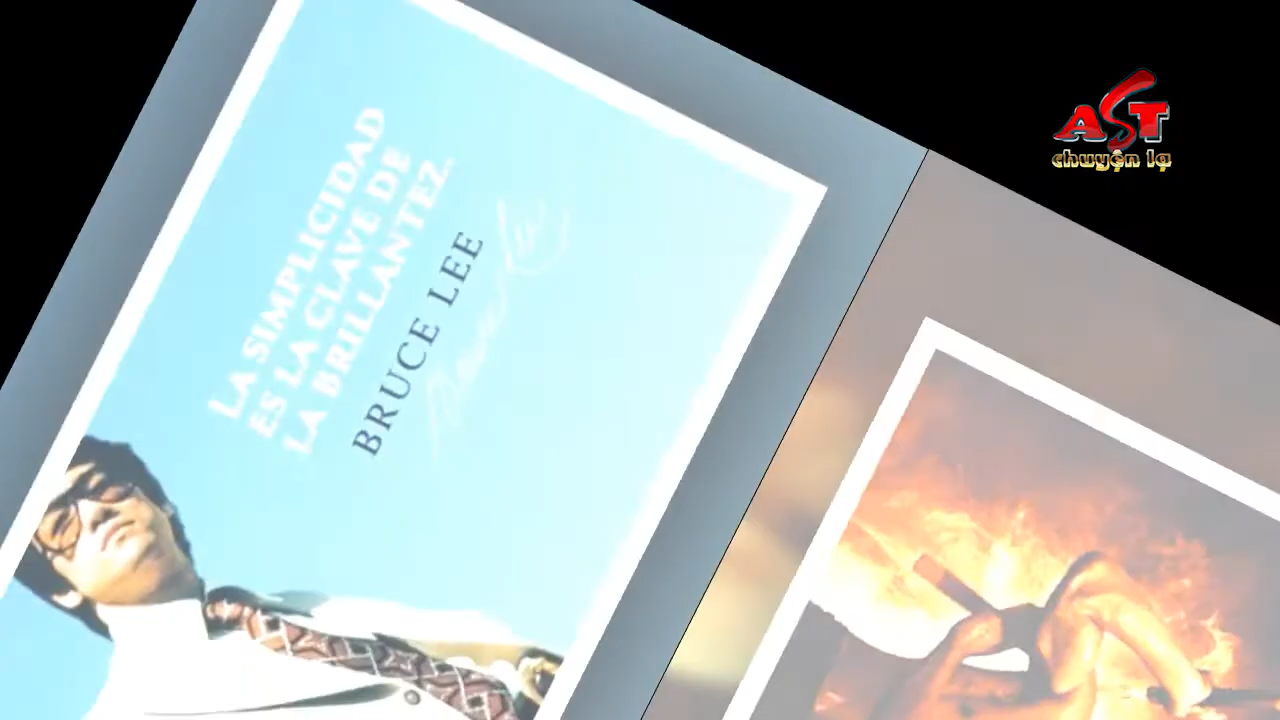 LA SIMPLICIDAD
ES LA CLAVE DE
LA BRILLANTEZ.
BRUCE LEE
AST
chuyện lạ